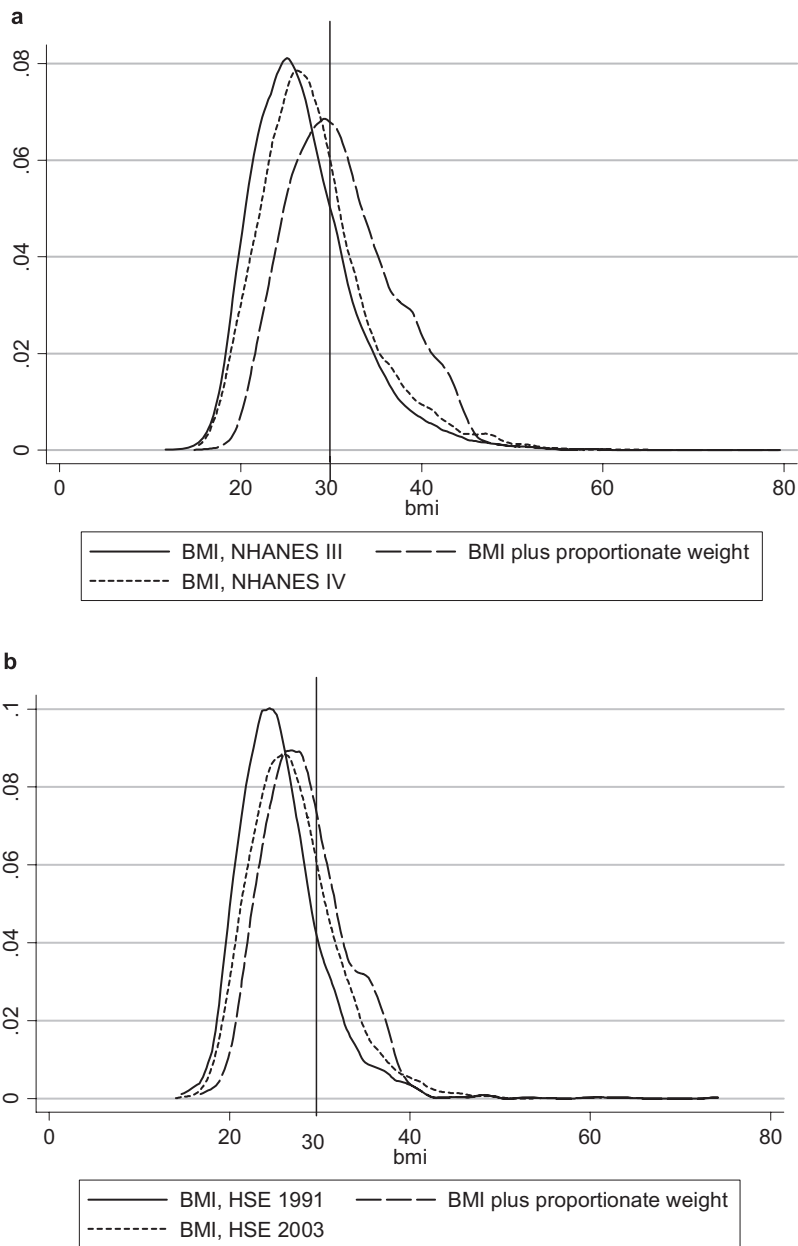 a
.08
.06
.04
.02
0
0 20 30 40 60 80
bmi
BMI, NHANES III BMI plus proportionate weight
BMI, NHANES IV
b
.1
.08
.06
.04
.02
0
0 20 30 40 60 80
bmi
BMI, HSE 1991 BMI plus proportionate weight
BMI, HSE 2003